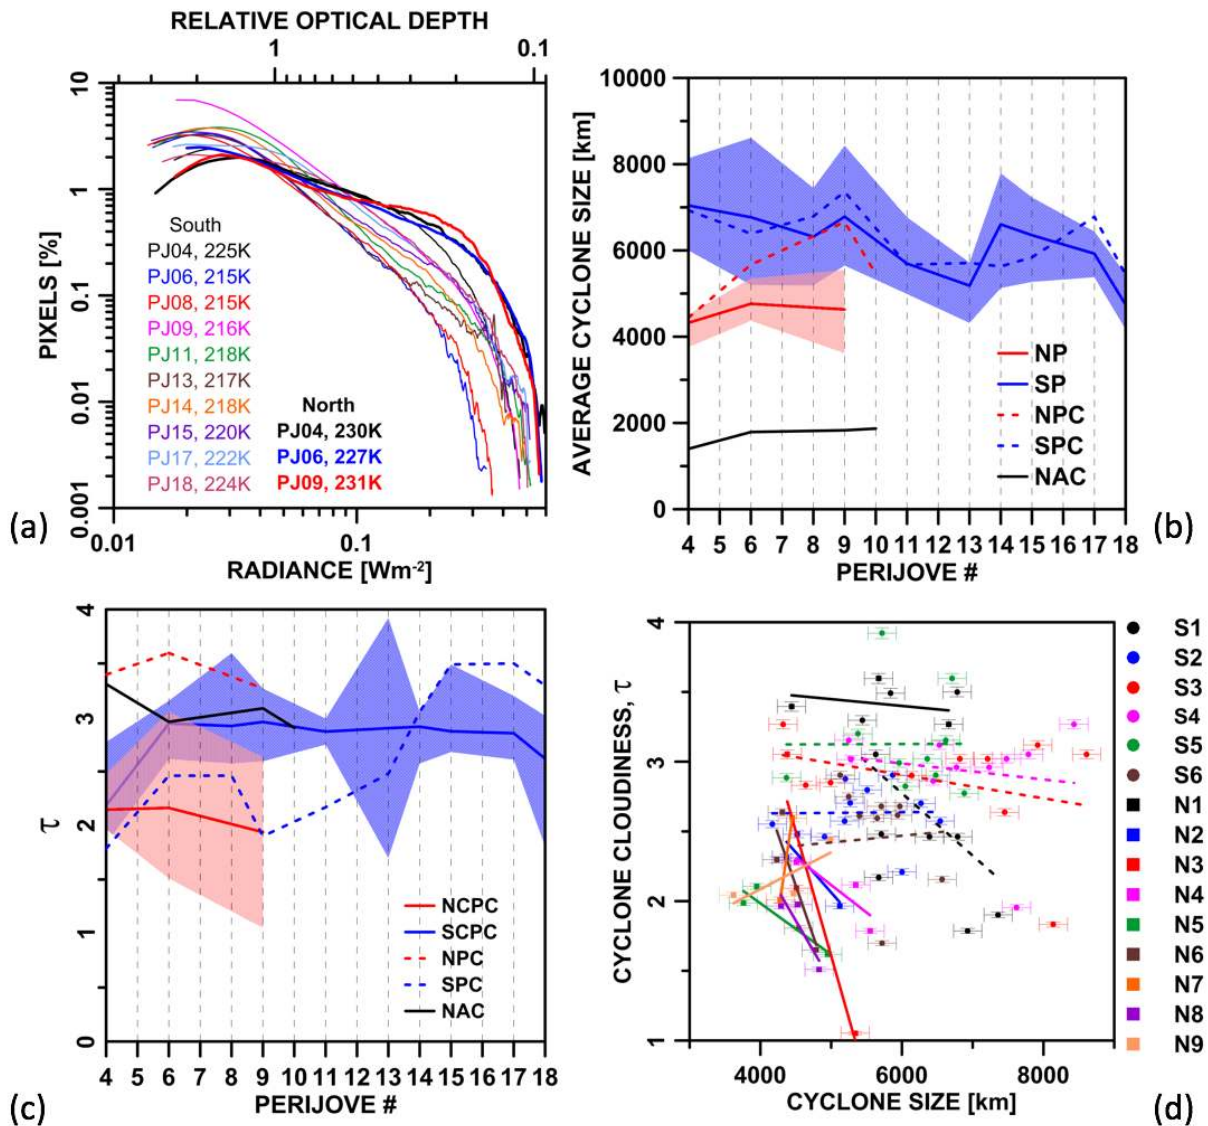 (a)
RELATIVE OPTICAL DEPTH
1 0.1
10
1
0.1
0.01
0.001
PIXELS [%]
South
PJ04, 225K
PJ06, 215K
PJ08, 215K
PJ09, 216K
PJ11, 218K
PJ13, 217K
PJ14, 218K
PJ15, 220K
PJ17, 222K
PJ18, 224K
North
PJ04, 230K
PJ06, 227K
PJ09, 231K
0.01 0.1
RADIANCE [Wm-2]
(b)
AVERAGE CYCLONE SIZE [km]
10000
8000
6000
4000
2000
0
NP
SP
NPC
SPC
NAC
4 5 6 7 8 9 10 11 12 13 14 15 16 17 18
PERIJOVE #
(c)
τ
4
3
2
1
0
NCPC
SCPC
NPC
SPC
NAC
4 5 6 7 8 9 10 11 12 13 14 15 16 17 18
PERIJOVE #
(d)
CYCLONE CLOUDINESS, τ
4
3
2
1
4000 6000 8000
CYCLONE SIZE [km]
S1
S2
S3
S4
S5
S6
N1
N2
N3
N4
N5
N6
N7
N8
N9